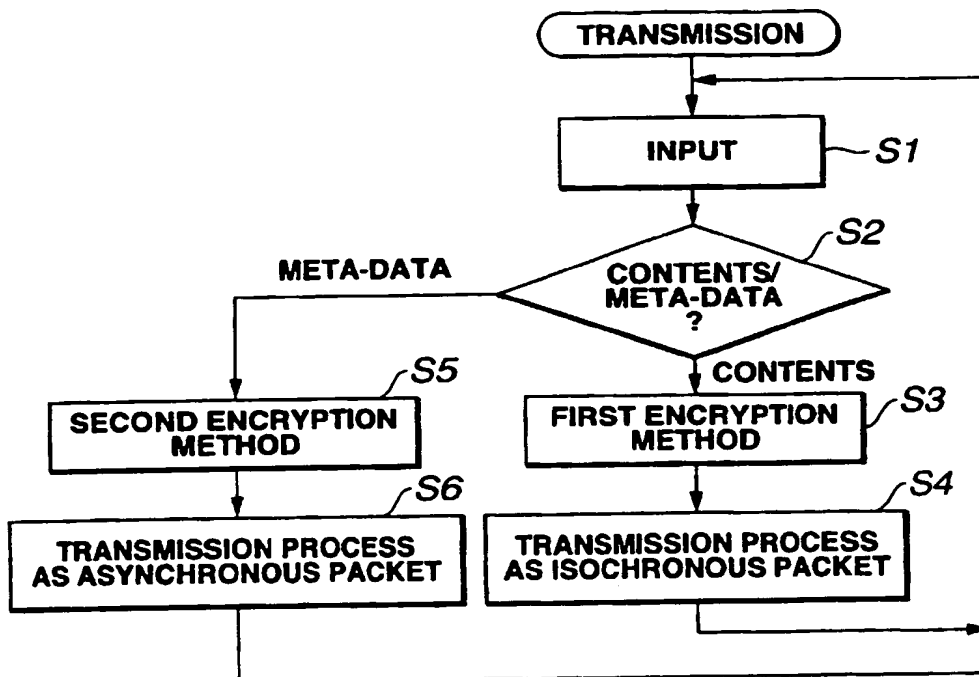 TRANSMISSION
INPUT
S1
S2
CONTENTS/
META-DATA
?
META-DATA
CONTENTS
S5
SECOND ENCRYPTION
METHOD
S3
FIRST ENCRYPTION
METHOD
S6
TRANSMISSION PROCESS
AS ASYNCHRONOUS PACKET
S4
TRANSMISSION PROCESS
AS ISOCHRONOUS PACKET